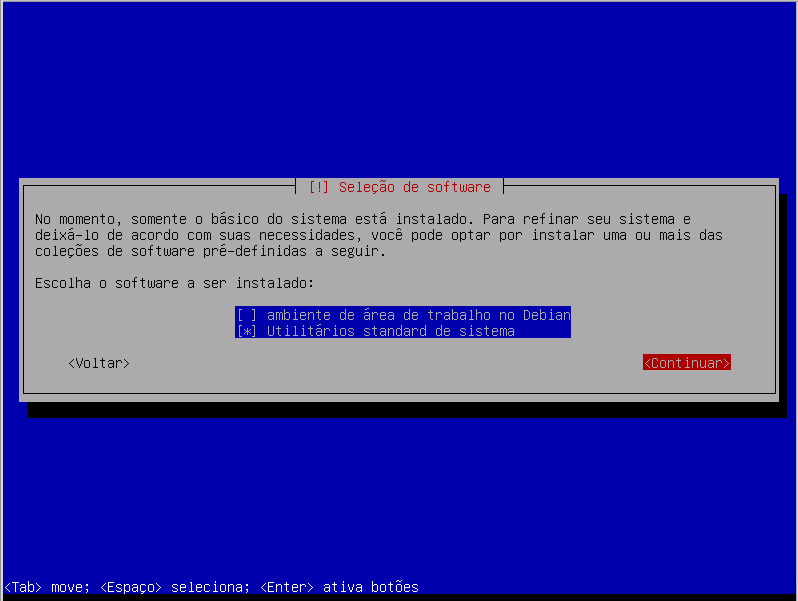 [!] Seleção de software
No momento, somente o básico do sistema está instalado. Para refinar seu sistema e
deixá-lo de acordo com suas necessidades, você pode optar por instalar uma ou mais das
coleções de software pré-definidas a seguir.
Escolha o software a ser instalado:
[ ] ambiente de área de trabalho no Debian
[*] Utilitários standard de sistema
<Voltar> <Continuar>
<Tab> move; <Espaço> seleciona; <Enter> ativa botões